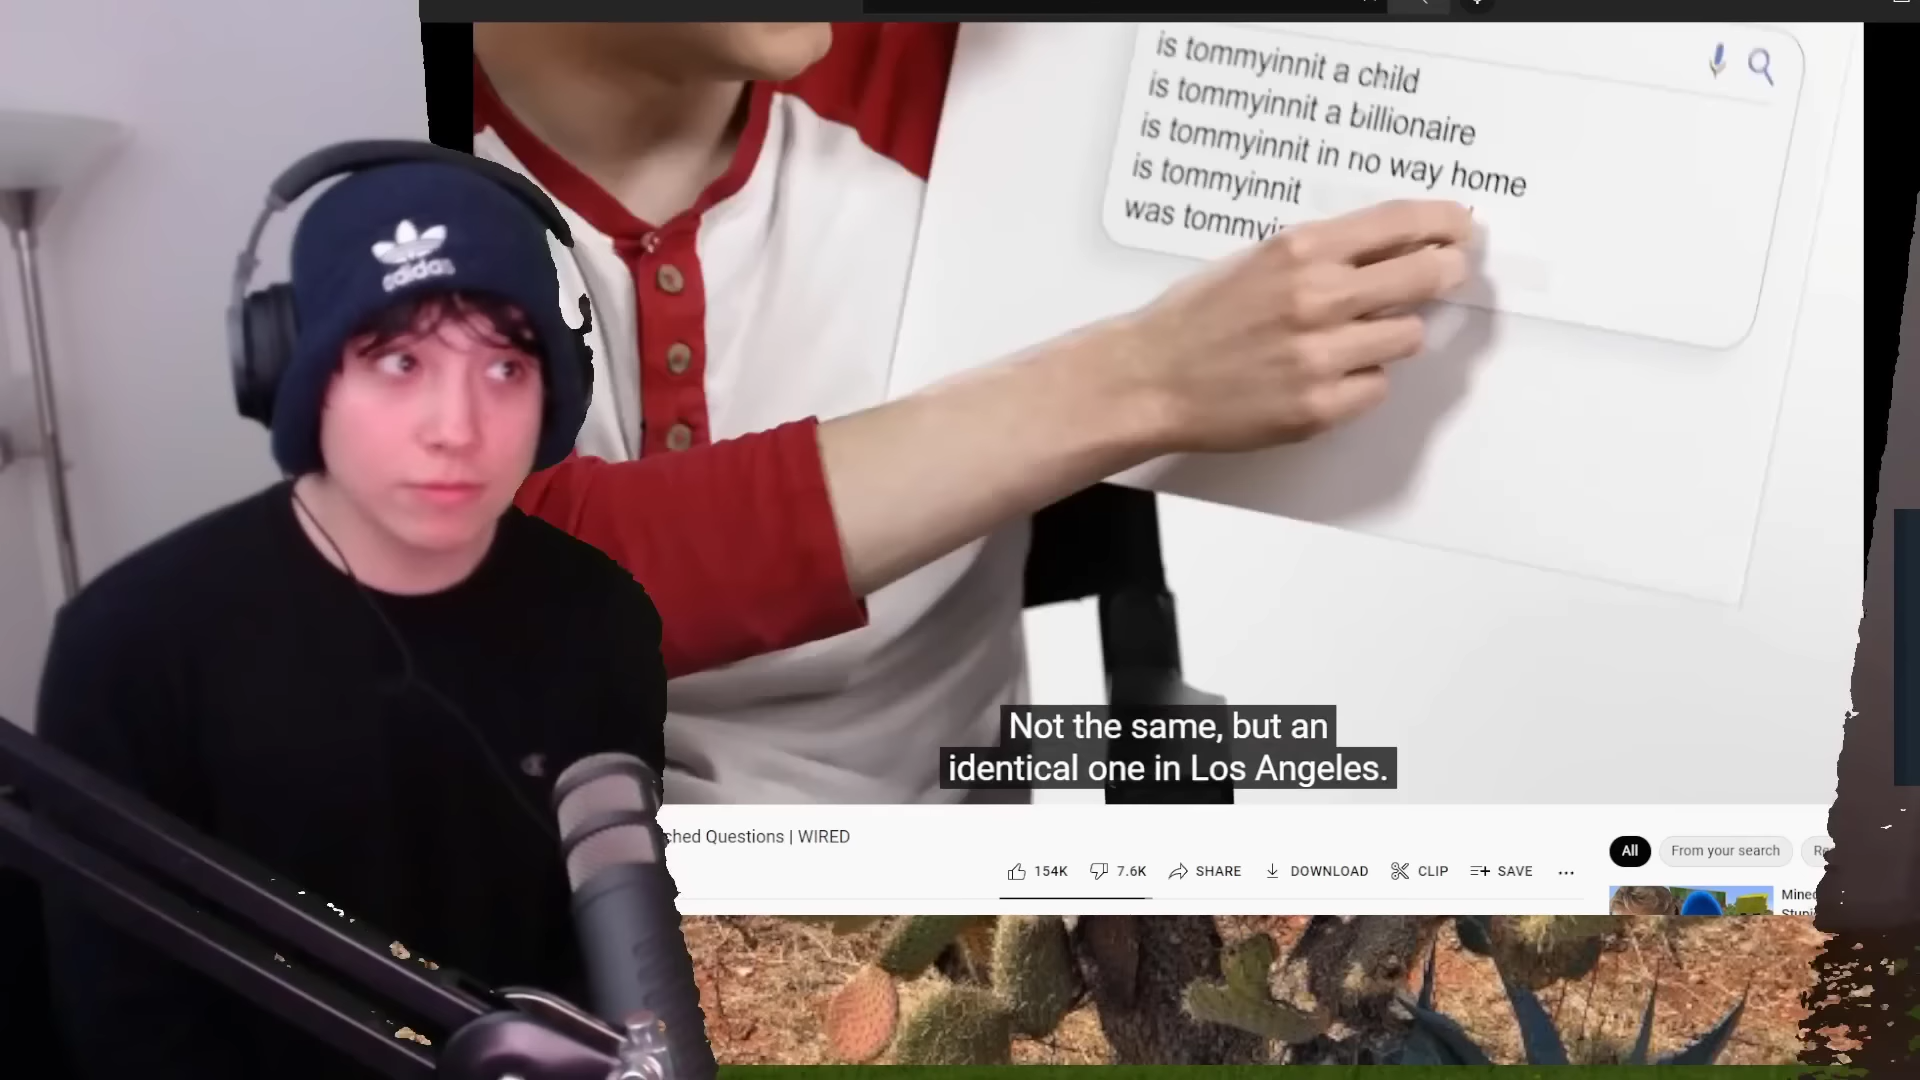 is tommyinnit a child
is tommyinnit a billionaire
is tommyinnit in no way home
is tommyinnit
was
adidas
Not the same, but an
identical one in Los Angeles.
Questions | WIRED
154K
7.6K
SHARE
DOWNLOAD
CLIP
SAVE
All
From your search